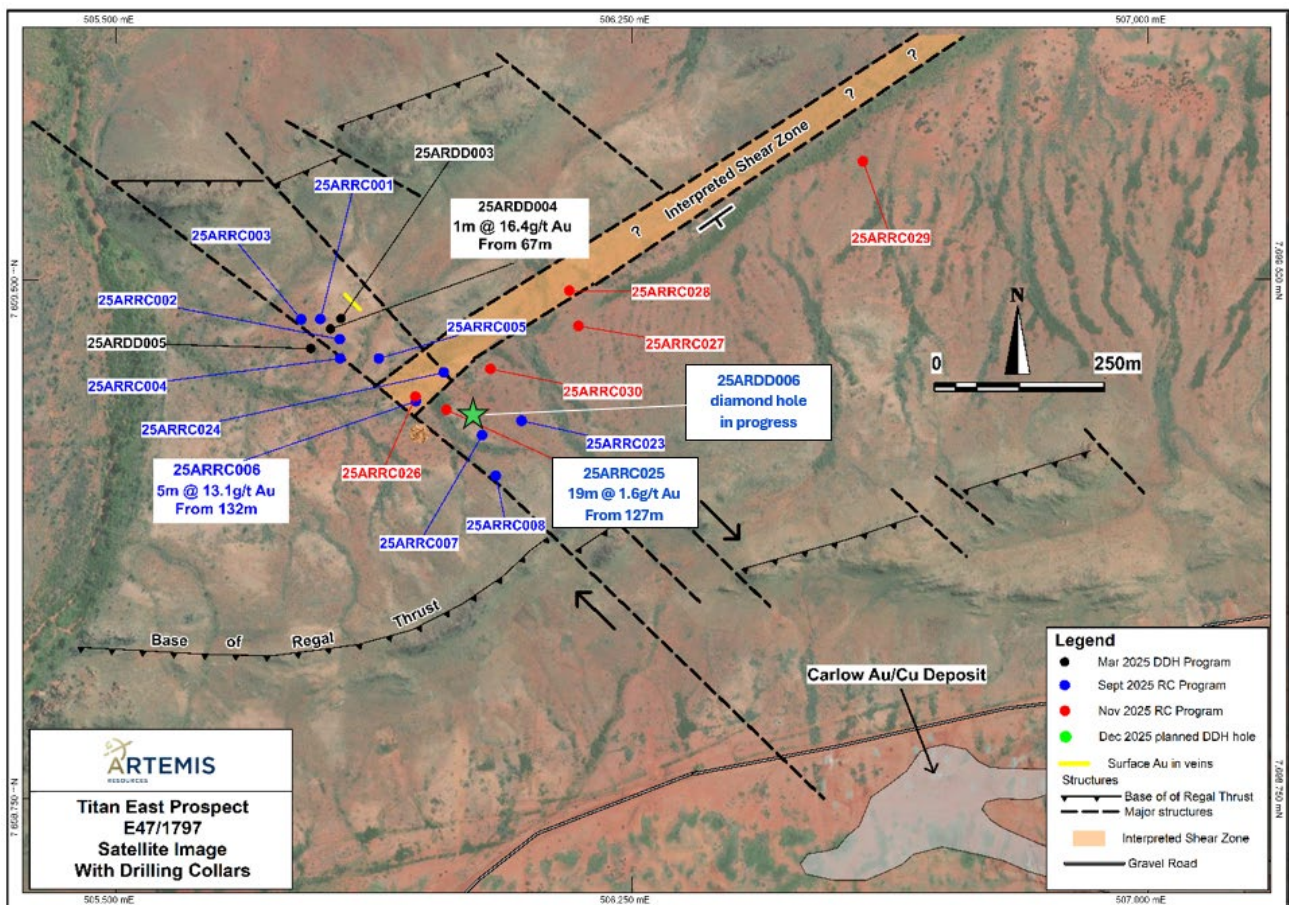 505,500 mE
506,250 mE
507,000 mE
25ARDD003
25ARRC001
25ARDD004
1m @ 16.4g/t Au
From 67m
25ARRC003
?
?
?
Interpreted Shear Zone
25ARRC029
7 699,500 mN
7,699,500 mN
25ARRC002
25ARRC028
25ARRC005
25ARRC027
25ARDD005
25ARRC004
N
0
250m
25ARRC030
25ARDD006
diamond hole
in progress
25ARRC024
25ARRC023
25ARRC006
5m @ 13.1g/t Au
From 132m
25ARRC026
25ARRC025
19m @ 1.6g/t Au
From 127m
25ARRC008
25ARRC007
Base of Regal Thrust
Carlow Au/Cu Deposit
Legend
Mar 2025 DDH Program
Sept 2025 RC Program
Nov 2025 RC Program
Dec 2025 planned DDH hole
Surface Au in veins
Structures
Base of of Regal Thrust
Major structures
Interpreted Shear Zone
Gravel Road
ARTEMIS
RESOURCES
Titan East Prospect
E47/1797
Satellite Image
With Drilling Collars
7 698,750 mN
7,698,750 mN
505,500 mE
506,250 mE
507,000 mE